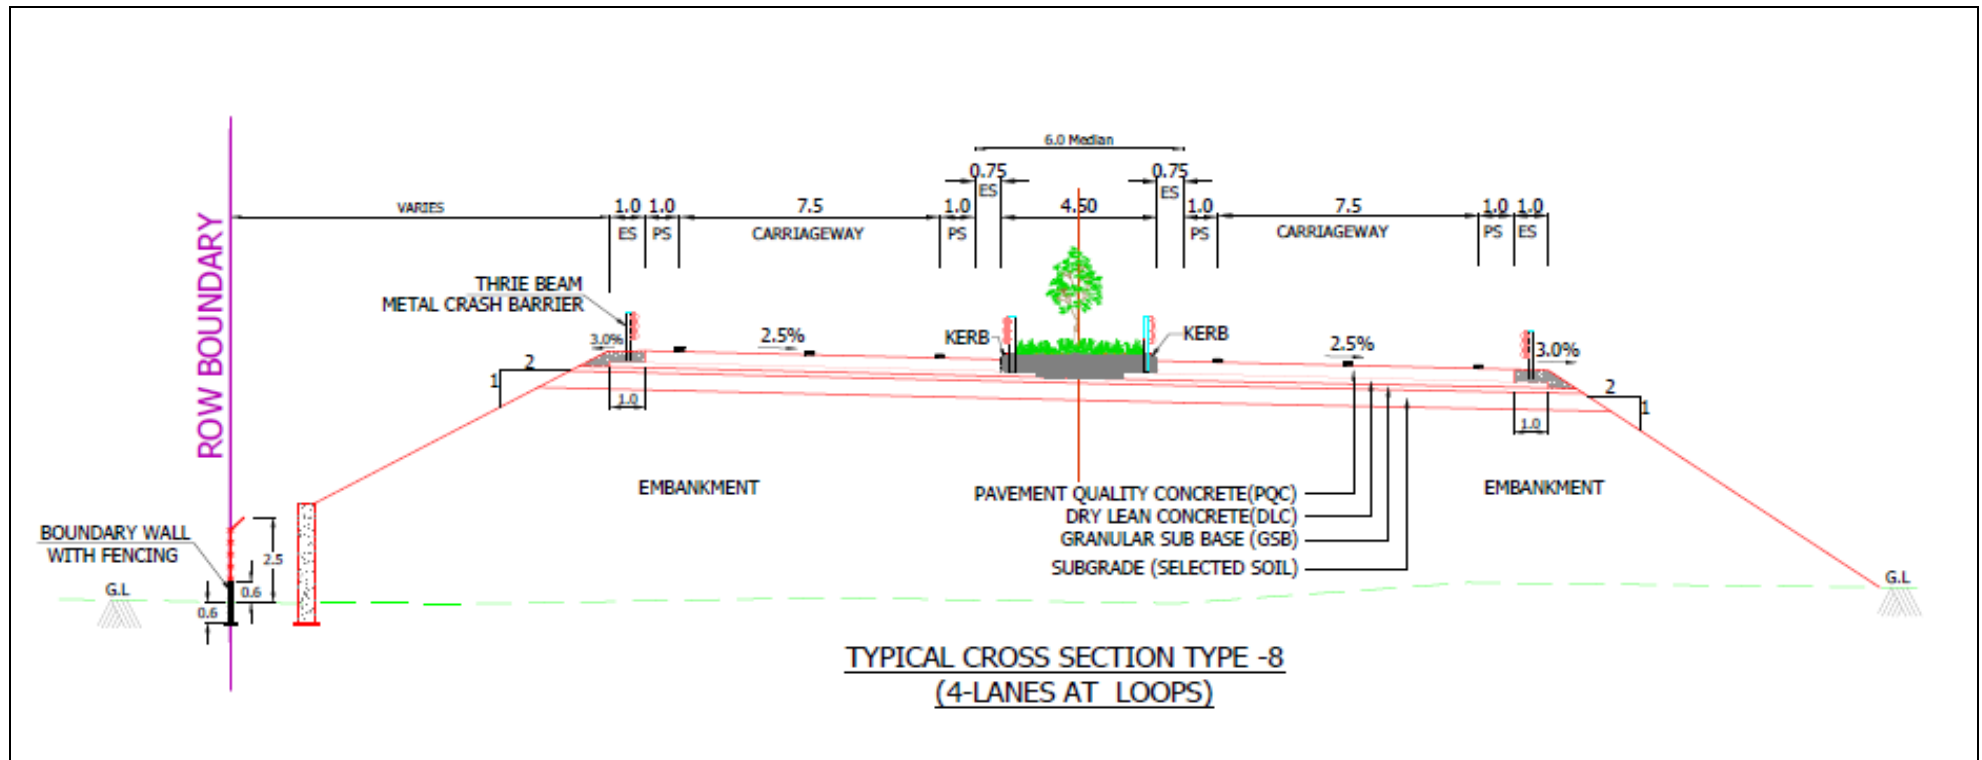 6.0 Median
0.75 0.75
ES ES
VARIES 1.0 1.0 7.5 1.0 4.50 1.0 7.5 1.0 1.0
ES PS CARRIAGEWAY PS PS CARRIAGEWAY PS ES
ROW BOUNDARY
THRIE BEAM
METAL CRASH BARRIER
3.0% 2.5% KERB KERB 2.5% 3.0%
2
1
1.0
2
1
1.0
EMBANKMENT EMBANKMENT
PAVEMENT QUALITY CONCRETE(PQC)
DRY LEAN CONCRETE(DLC)
GRANULAR SUB BASE (GSB)
SUBGRADE (SELECTED SOIL)
BOUNDARY WALL
WITH FENCING
2.5
0.6
0.6
G.L
G.L
TYPICAL CROSS SECTION TYPE -8
(4-LANES AT LOOPS)